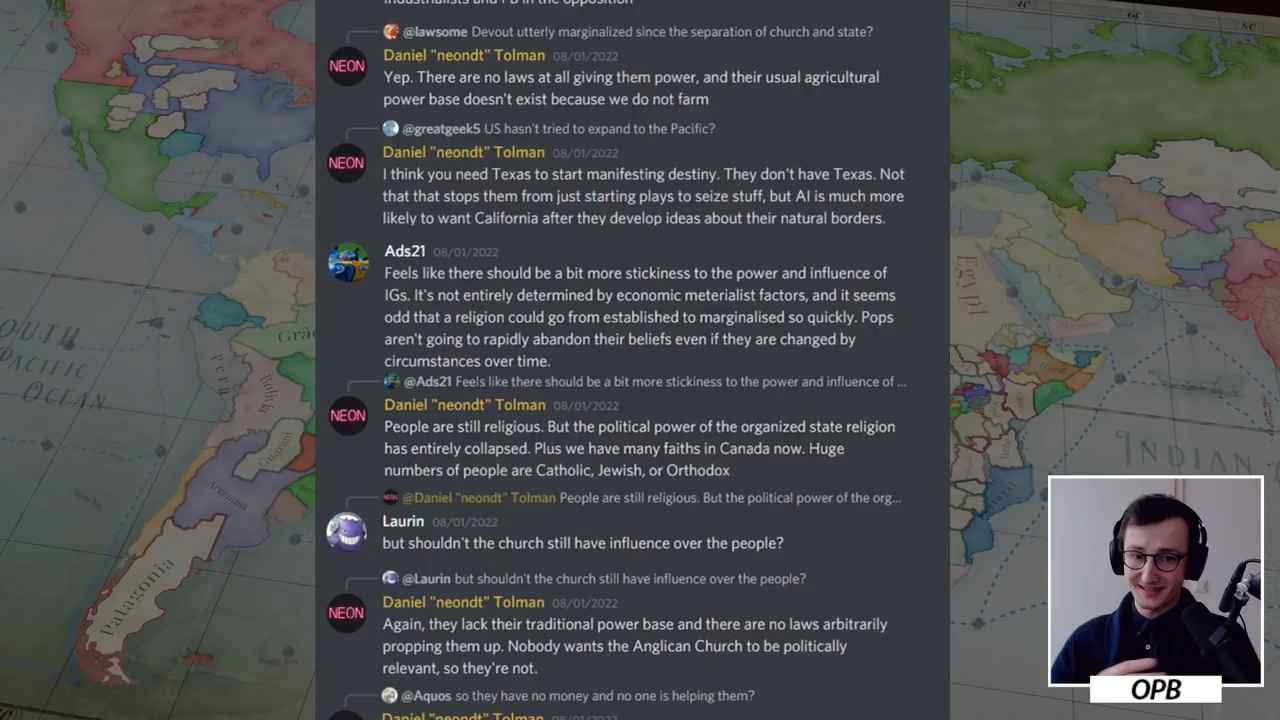 industrialists and PB in the opposition
@lawsome Devout utterly marginalized since the separation of church and state?
NEON
Daniel "neondt" Tolman 08/01/2022
Yep. There are no laws at all giving them power, and their usual agricultural
power base doesn't exist because we do not farm
@greatgeek5 US hasn't tried to expand to the Pacific?
NEON
Daniel "neondt" Tolman 08/01/2022
I think you need Texas to start manifesting destiny. They don't have Texas. Not
that that stops them from just starting plays to seize stuff, but AI is much more
likely to want California after they develop ideas about their natural borders.
Ads21 08/01/2022
Feels like there should be a bit more stickiness to the power and influence of
IGs. It's not entirely determined by economic meterialist factors, and it seems
odd that a religion could go from established to marginalised so quickly. Pops
aren't going to rapidly abandon their beliefs even if they are changed by
circumstances over time.
@Ads21 Feels like there should be a bit more stickiness to the power and influence of ...
NEON
Daniel "neondt" Tolman 08/01/2022
People are still religious. But the political power of the organized state religion
has entirely collapsed. Plus we have many faiths in Canada now. Huge
numbers of people are Catholic, Jewish, or Orthodox
@Daniel "neondt" Tolman People are still religious. But the political power of the org...
Laurin 08/01/2022
but shouldn't the church still have influence over the people?
@Laurin but shouldn't the church still have influence over the people?
NEON
Daniel "neondt" Tolman 08/01/2022
Again, they lack their traditional power base and there are no laws arbitrarily
propping them up. Nobody wants the Anglican Church to be politically
relevant, so they're not.
@Aquos so they have no money and no one is helping them?
Daniel "neondt" Tolman 08/01/2022
SOUTH
PACIFIC
OCEAN
Peru
Bolivia
Guarani
Argentina
Patagonia
Egypt
INDIAN
OPB